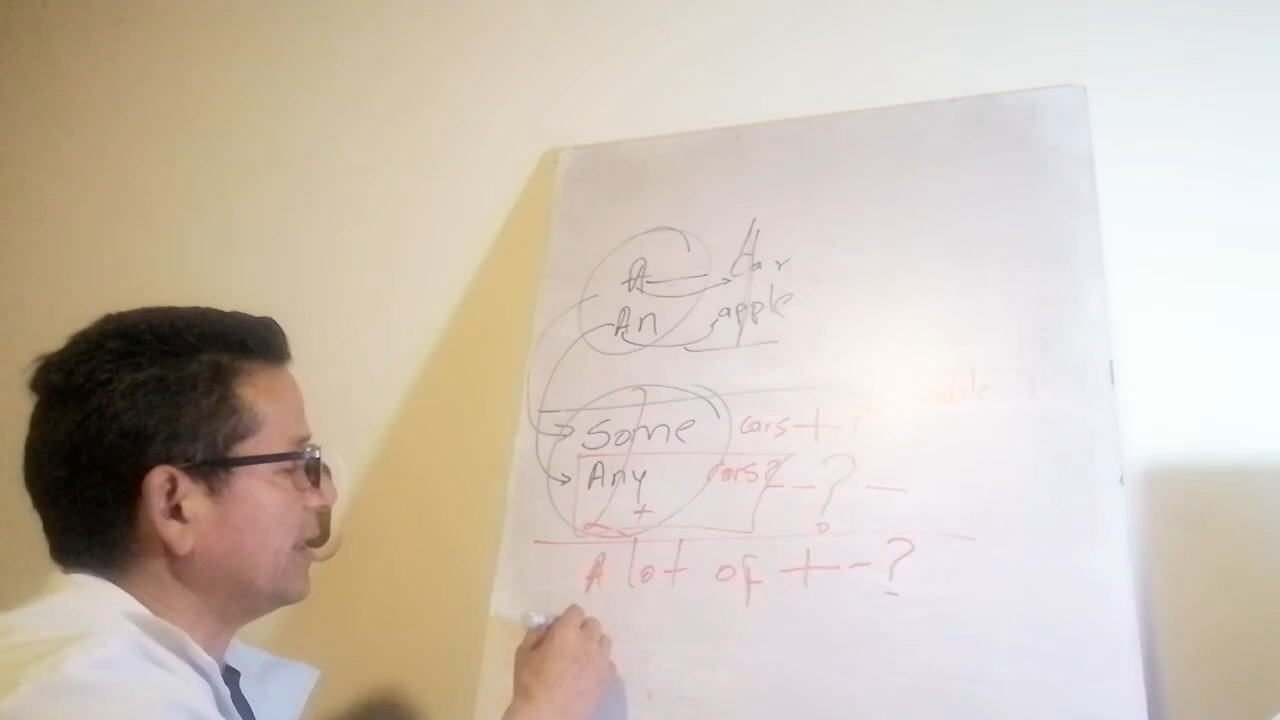 A car
An apple
Some cars + ?
Any cars - ? -
+
A lot of + - ?